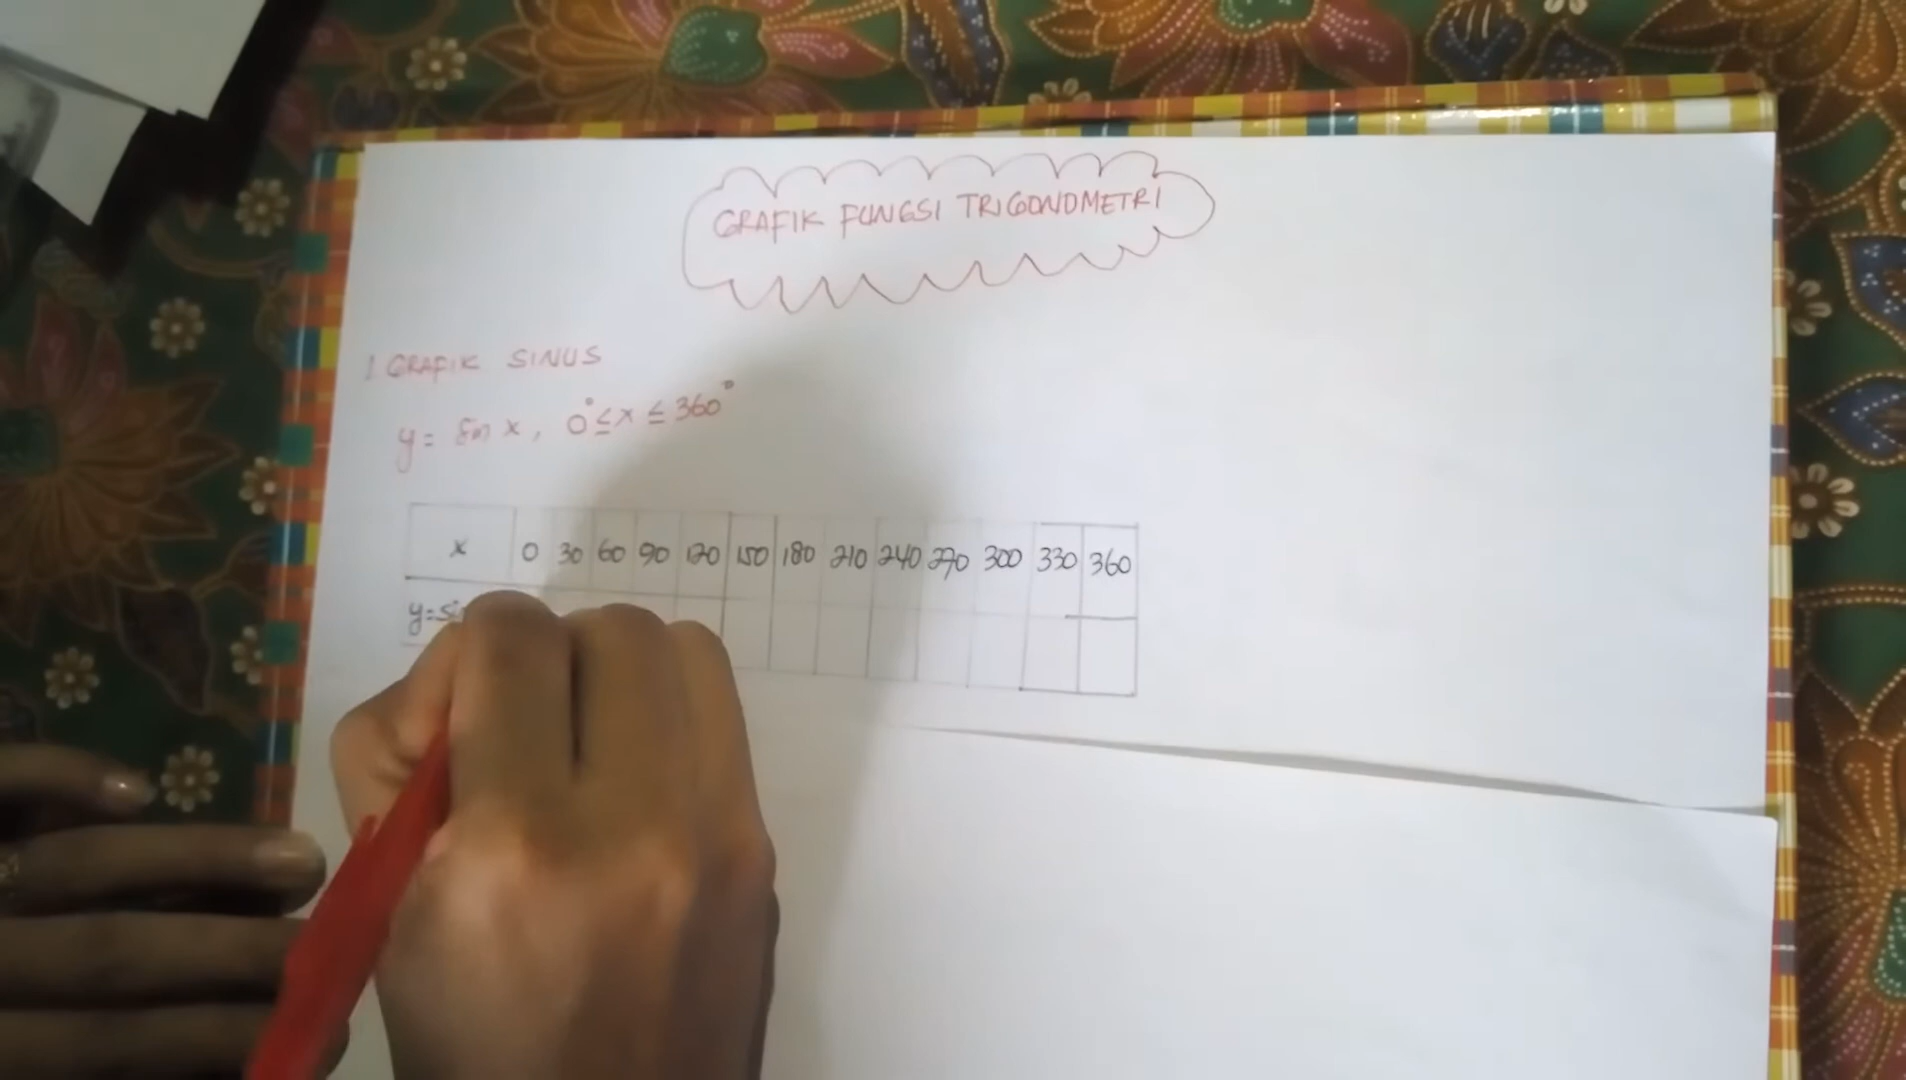 GRAFIK FUNGSI TRIGONOMETRI
1 GRAFIK SINUS
y = sin x, 0° ≤ x ≤ 360°
x 0 30 60 90 120 150 180 210 240 270 300 330 360
y=si